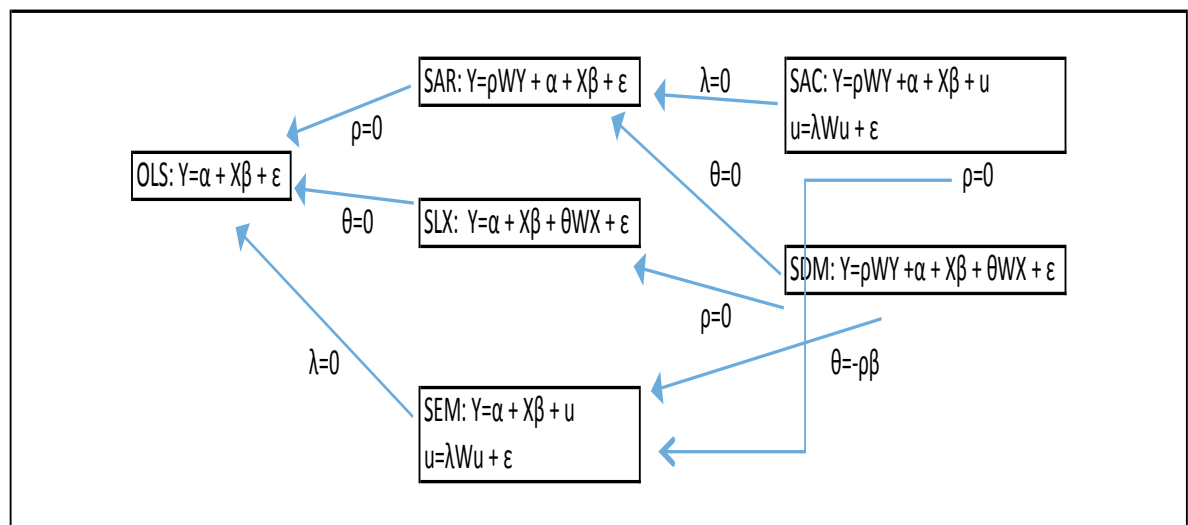 SAR: Y=ρWY + α + Xβ + ε
λ=0
SAC: Y=ρWY +α + Xβ + u
u=λWu + ε
ρ=0
OLS: Y=α + Xβ + ε
θ=0
ρ=0
θ=0
SLX:  Y=α + Xβ + θWX + ε
SDM: Y=ρWY +α + Xβ + θWX + ε
ρ=0
λ=0
θ=-ρβ
SEM: Y=α + Xβ + u
u=λWu + ε